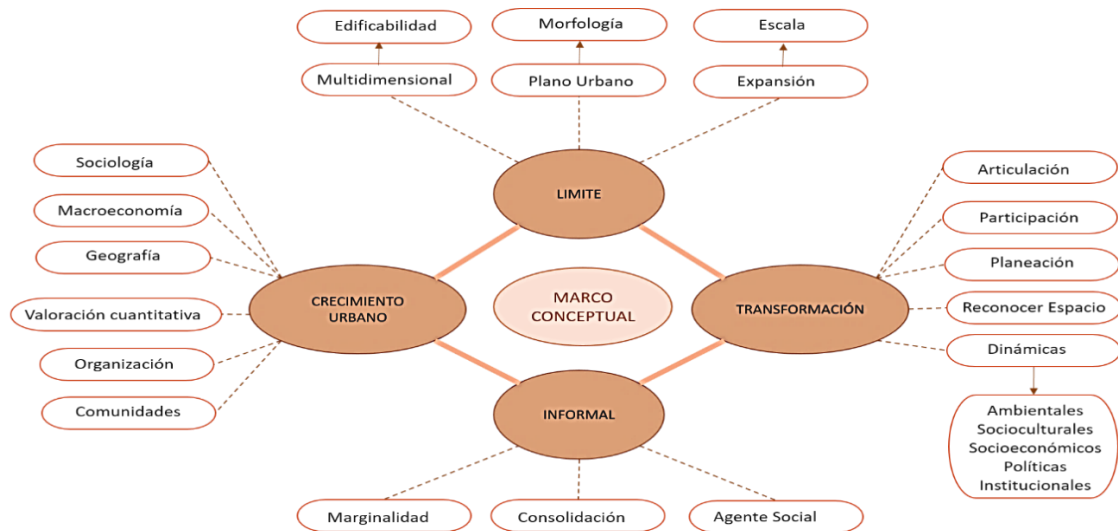 Edificabilidad
Morfología
Escala
Multidimensional
Plano Urbano
Expansión
Sociología
Macroeconomía
Geografía
Valoración cuantitativa
Organización
Comunidades
LIMITE
CRECIMIENTO
URBANO
MARCO
CONCEPTUAL
TRANSFORMACIÓN
INFORMAL
Articulación
Participación
Planeación
Reconocer Espacio
Dinámicas
Ambientales
Socioculturales
Socioeconómicos
Políticas
Institucionales
Marginalidad
Consolidación
Agente Social